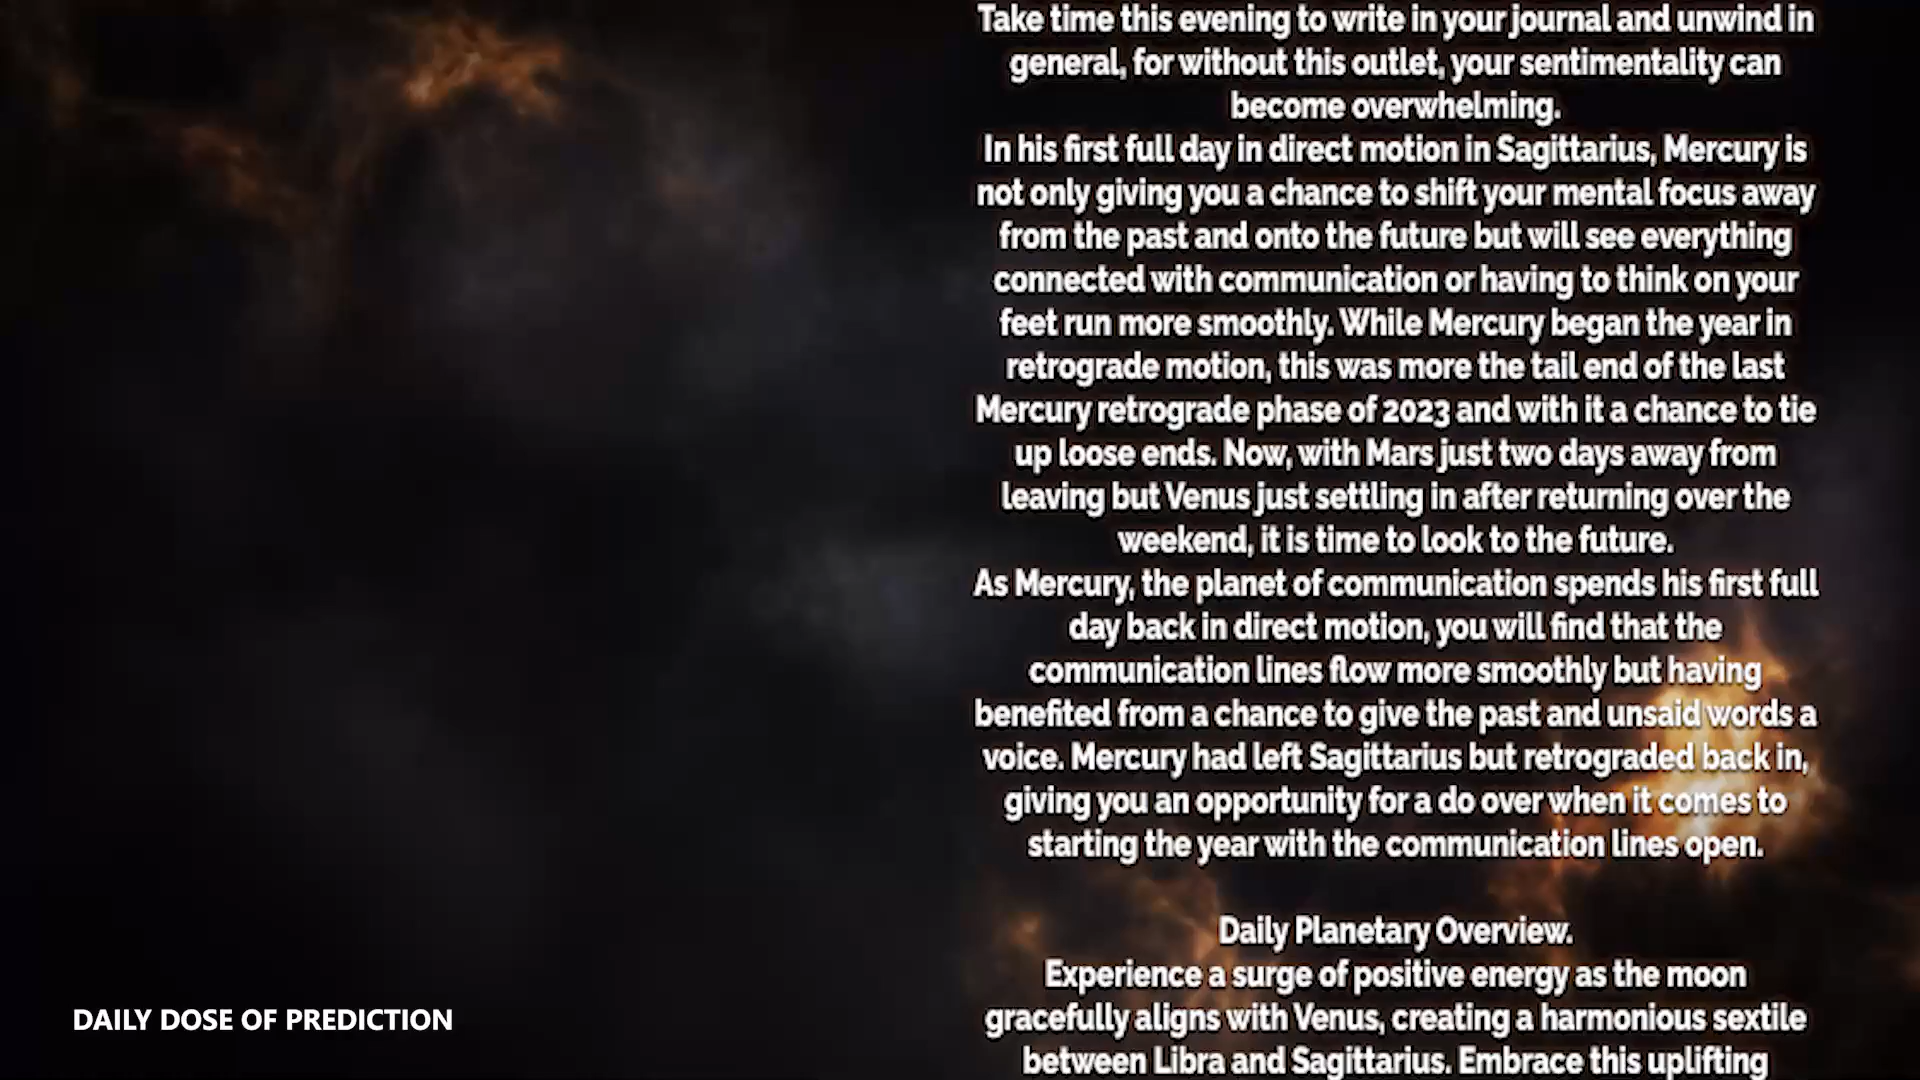 Take time this evening to write in your journal and unwind in
general, for without this outlet, your sentimentality can
become overwhelming.
In his first full day in direct motion in Sagittarius, Mercury is
not only giving you a chance to shift your mental focus away
from the past and onto the future but will see everything
connected with communication or having to think on your
feet run more smoothly. While Mercury began the year in
retrograde motion, this was more the tail end of the last
Mercury retrograde phase of 2023 and with it a chance to tie
up loose ends. Now, with Mars just two days away from
leaving but Venus just settling in after returning over the
weekend, it is time to look to the future.
As Mercury, the planet of communication spends his first full
day back in direct motion, you will find that the
communication lines flow more smoothly but having
benefited from a chance to give the past and unsaid words a
voice. Mercury had left Sagittarius but retrograded back in,
giving you an opportunity for a do over when it comes to
starting the year with the communication lines open.
Daily Planetary Overview.
Experience a surge of positive energy as the moon
gracefully aligns with Venus, creating a harmonious sextile
between Libra and Sagittarius. Embrace this uplifting
DAILY DOSE OF PREDICTION